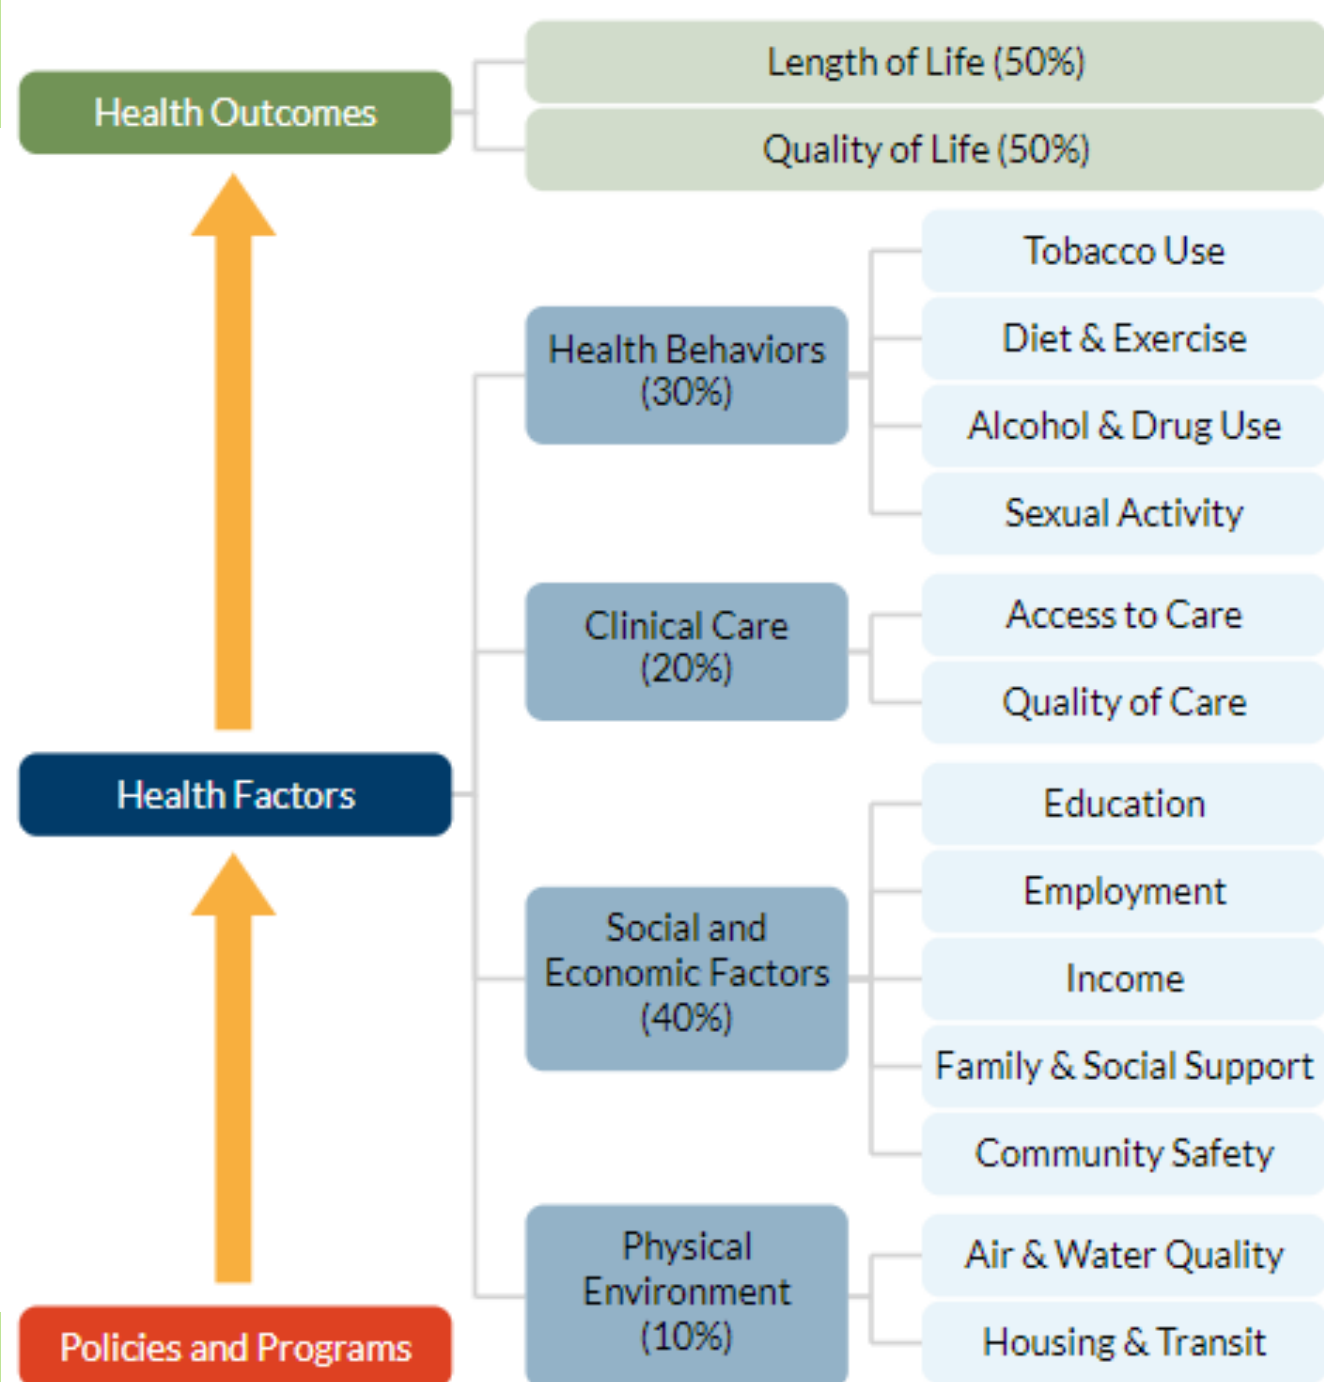 Health Outcomes
Length of Life (50%)
Quality of Life (50%)
Health Factors
Health Behaviors
(30%)
Tobacco Use
Diet & Exercise
Alcohol & Drug Use
Sexual Activity
Clinical Care
(20%)
Access to Care
Quality of Care
Social and
Economic Factors
(40%)
Education
Employment
Income
Family & Social Support
Community Safety
Physical
Environment
(10%)
Air & Water Quality
Housing & Transit
Policies and Programs